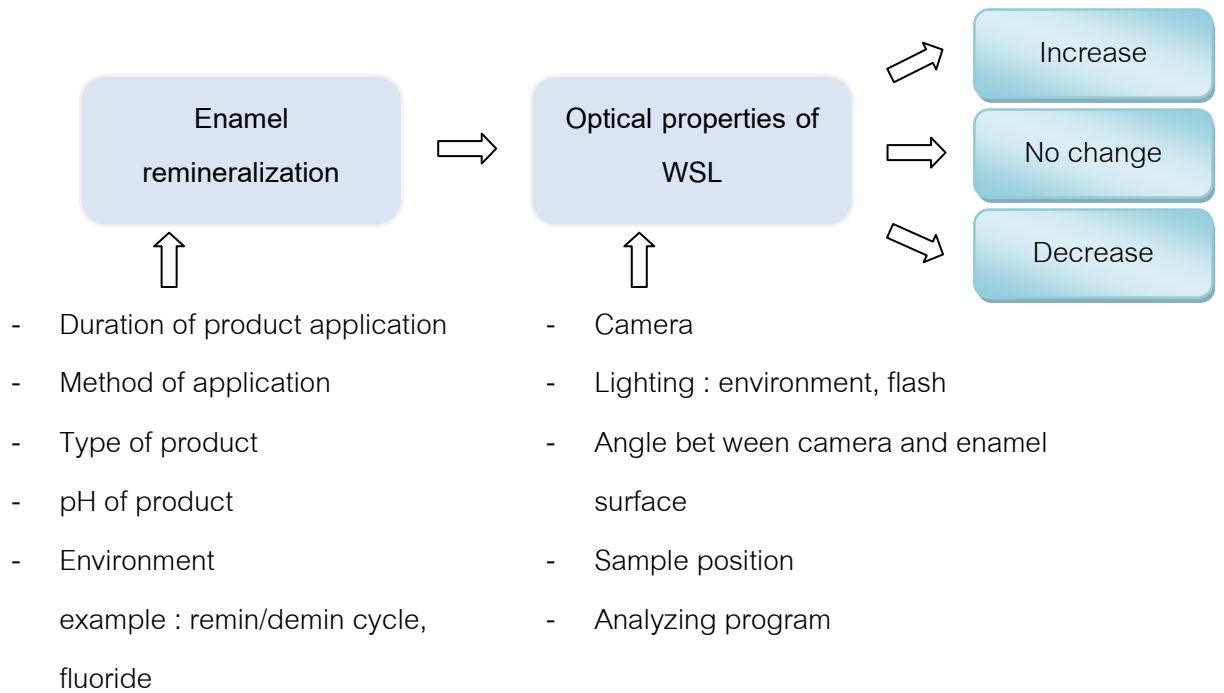 Enamel
remineralization
Optical properties of
WSL
Increase
No change
Decrease
- Duration of product application
- Method of application
- Type of product
- pH of product
- Environment
example : remin/demin cycle,
fluoride
- Camera
- Lighting : environment, flash
- Angle bet ween camera and enamel
surface
- Sample position
- Analyzing program